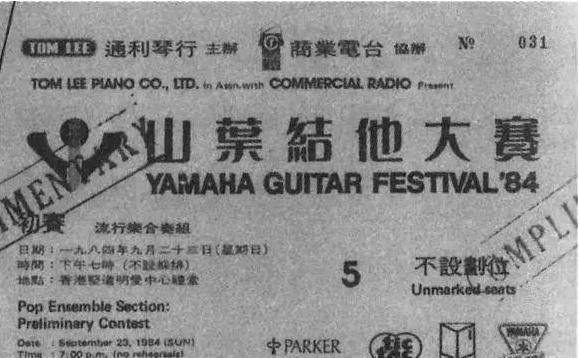 TOM LEE 通利琴行 主辦 商業電台 協辦 Nº 031
TOM LEE PIANO CO., LTD. in Assn. with COMMERCIAL RADIO Present
山葉結他大賽
YAMAHA GUITAR FESTIVAL'84
初賽 流行樂合奏組
日期：一九八四年九月二十三日(星期日)
時間：下午七時 (不設綵排)
地點：香港堅道明愛中心禮堂
5 不設劃位
Unmarked seats
Pop Ensemble Section:
Preliminary Contest
Date : September 23, 1984 (SUN)
Time : 7:00 p.m. (no rehearsals)
PARKER
YAMAHA